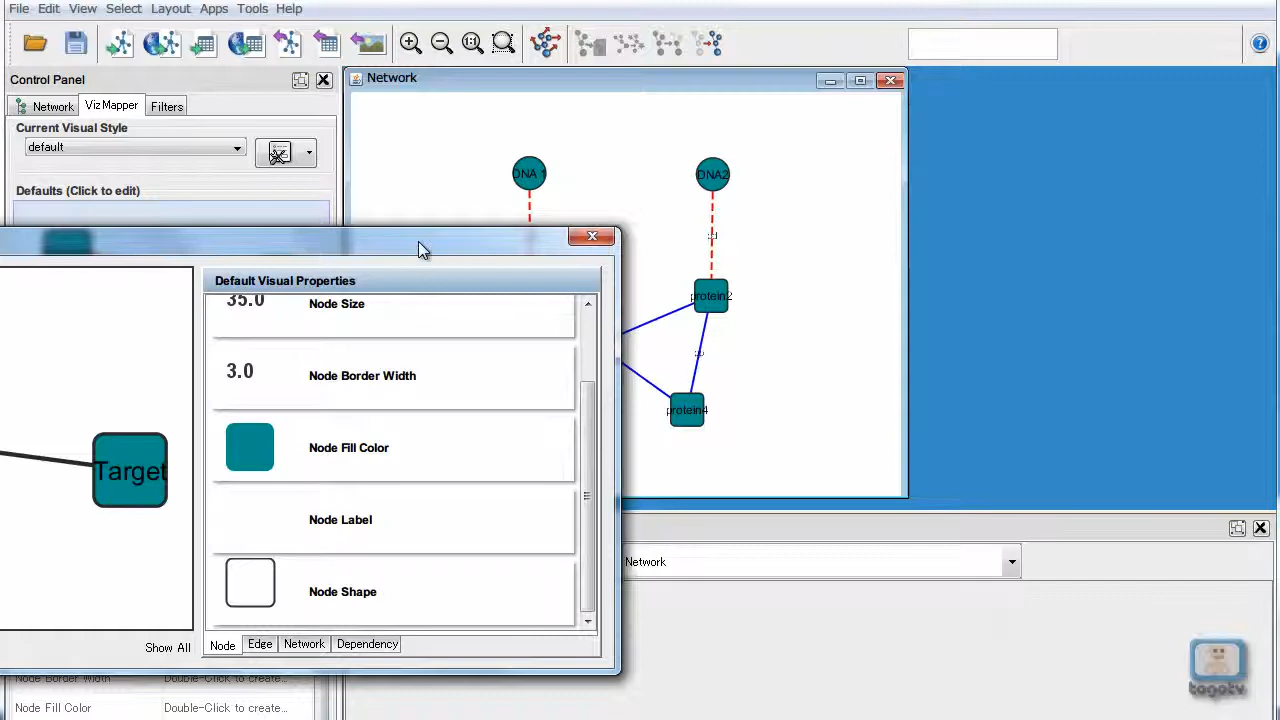 File Edit View Select Layout Apps Tools Help
Control Panel
Network VizMapper Filters
Current Visual Style
default
Defaults (Click to edit)
Network
DNA 1
DNA2
protein2
protein4
Target
Show All
Default Visual Properties
35.0 Node Size
3.0 Node Border Width
Node Fill Color
Node Label
Node Shape
Node Edge Network Dependency
Network
Node Border Width Double-Click to create...
Node Fill Color Double-Click to create...
togotv